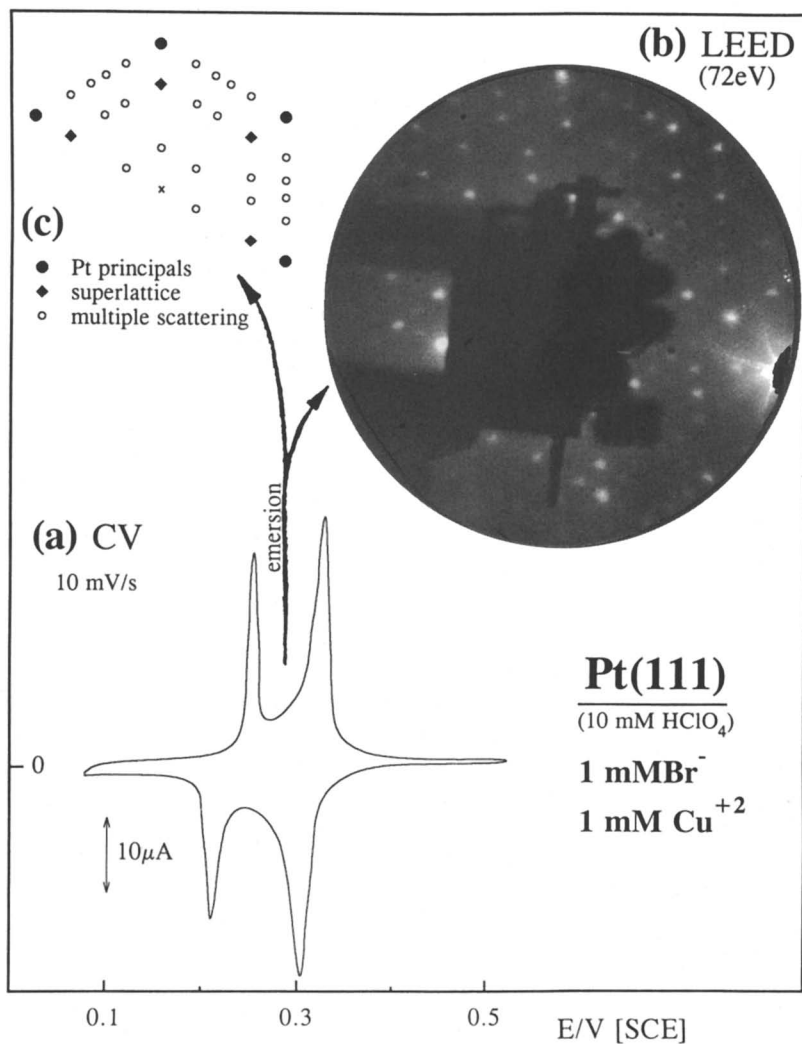 (b) LEED
(72eV)
(c)
Pt principals
superlattice
multiple scattering
emersion
(a) CV
10 mV/s
Pt(111)
(10 mM HClO₄)
1 mMBr⁻
1 mM Cu⁺²
0
10μA
0.1
0.3
0.5
E/V [SCE]